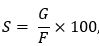 S = G/F × 100,